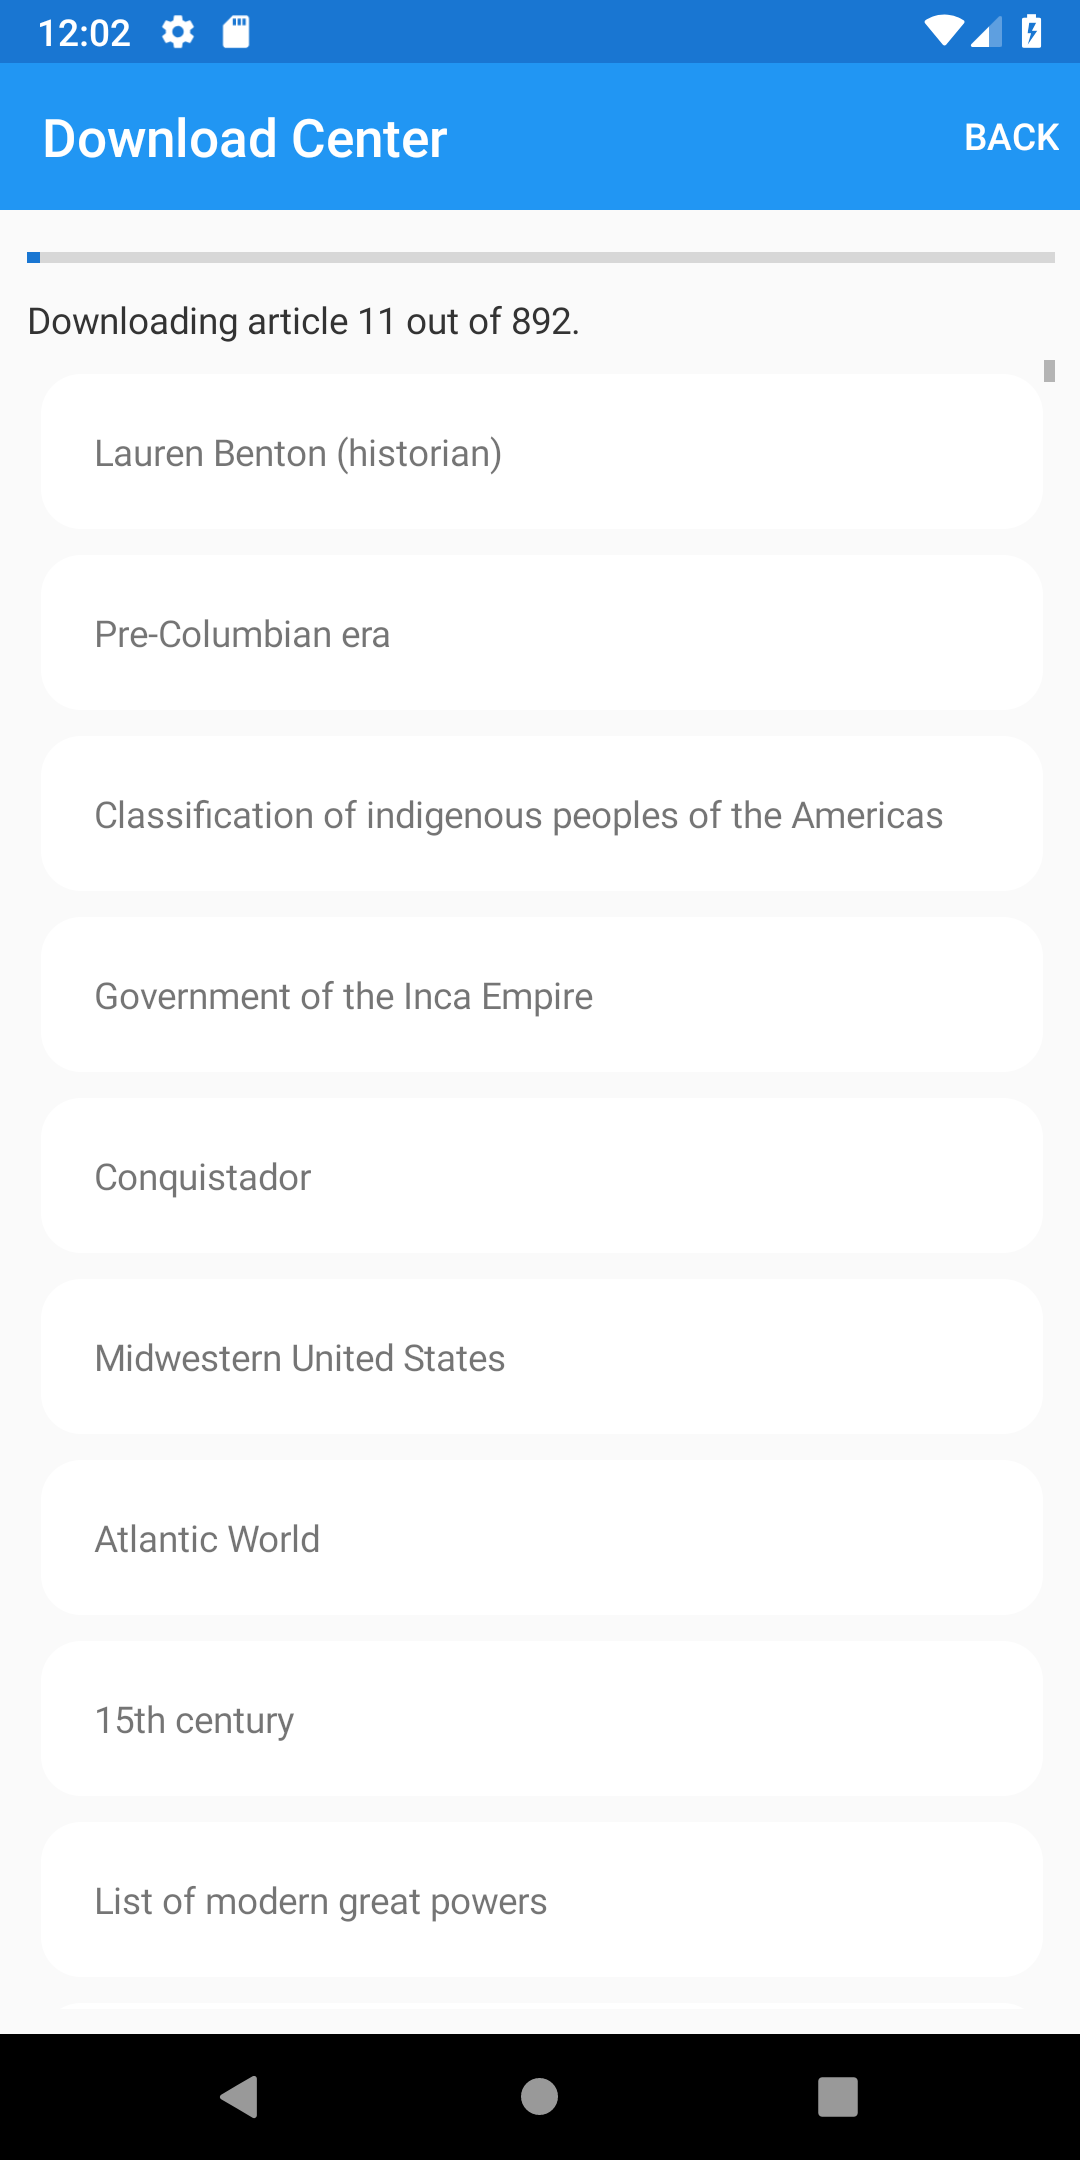 12:02
Download Center
BACK
Downloading article 11 out of 892.
Lauren Benton (historian)
Pre-Columbian era
Classification of indigenous peoples of the Americas
Government of the Inca Empire
Conquistador
Midwestern United States
Atlantic World
15th century
List of modern great powers